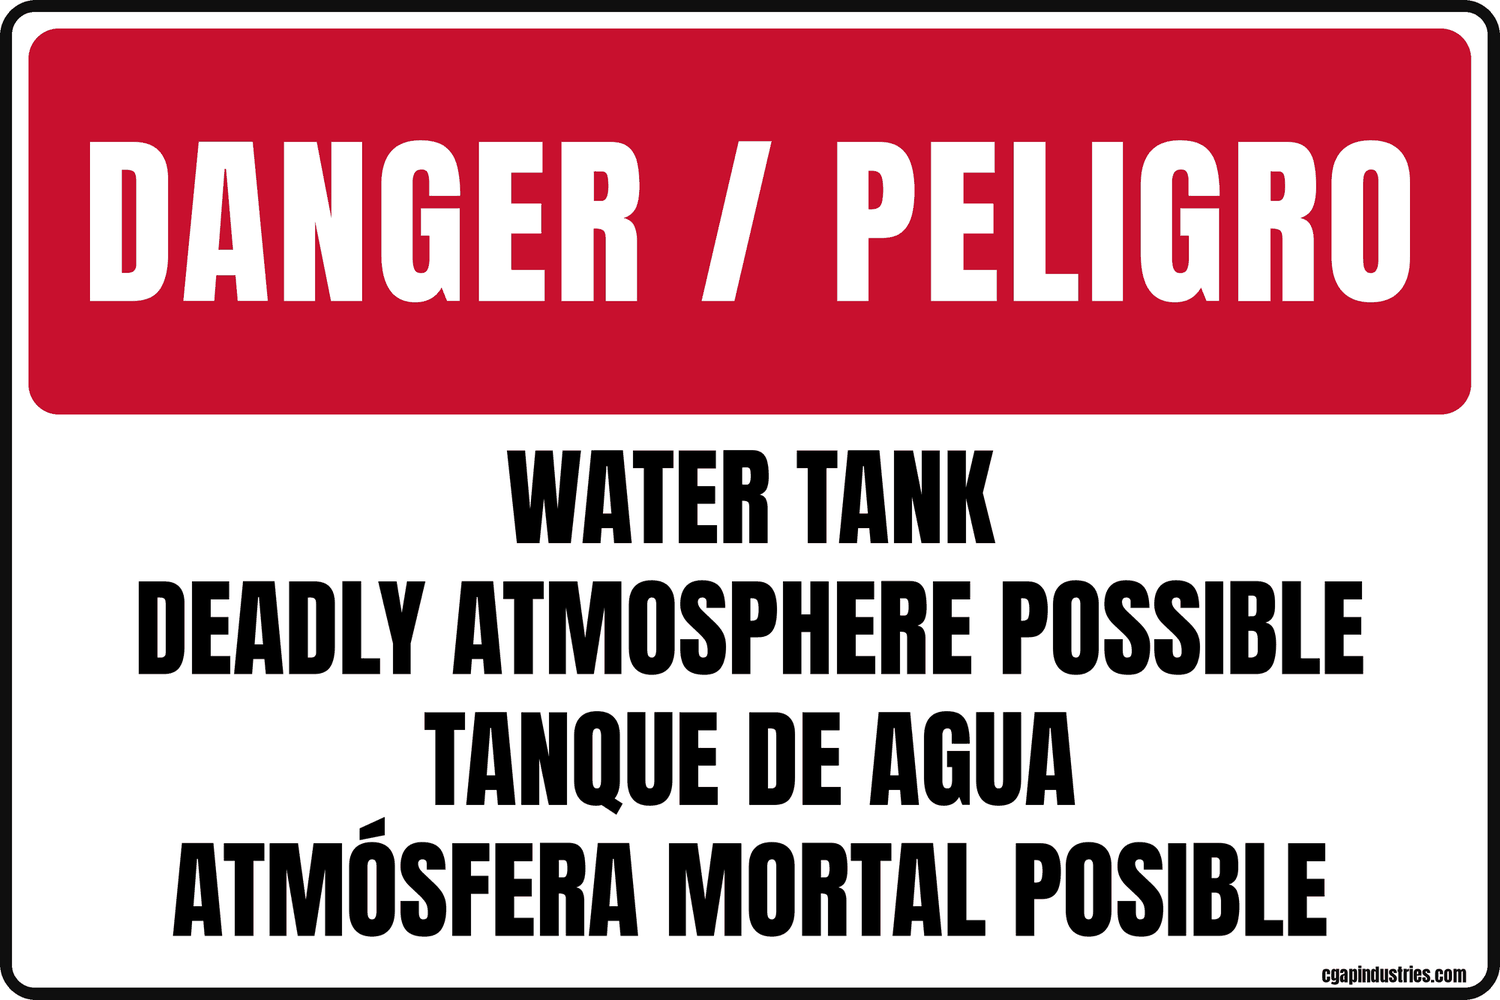 DANGER / PELIGRO
WATER TANK
DEADLY ATMOSPHERE POSSIBLE
TANQUE DE AGUA
ATMÓSFERA MORTAL POSIBLE
cgapindustries.com